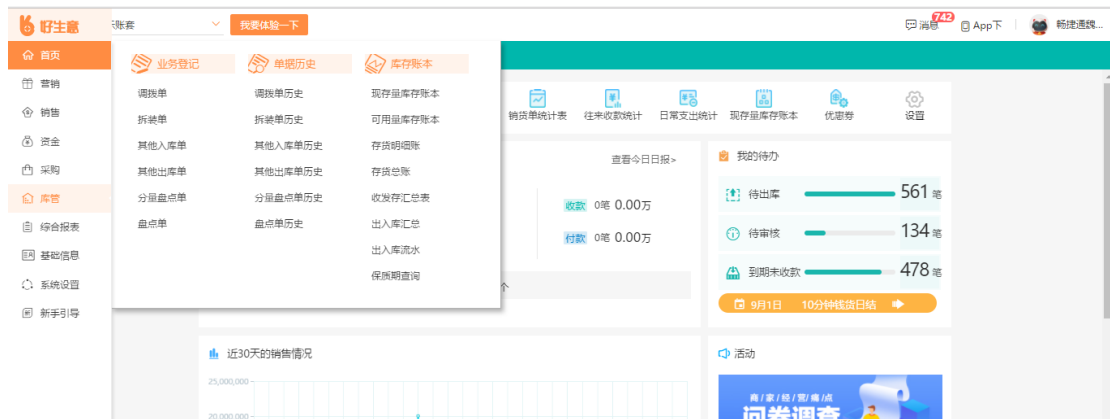 好生意
账套
我要体验一下
消息
742
App下
畅捷通魏...
首页
营销
销售
资金
采购
库管
综合报表
基础信息
系统设置
新手引导
业务登记
调拨单
拆装单
其他入库单
其他出库单
分量盘点单
盘点单
单据历史
调拨单历史
拆装单历史
其他入库单历史
其他出库单历史
分量盘点单历史
盘点单历史
库存账本
现存量库存账本
可用量库存账本
存货明细账
存货总账
收发存汇总表
出入库汇总
出入库流水
保质期查询
销货单统计表
往来收款统计
日常支出统计
现存量库存账本
优惠券
设置
查看今日日报>
收款 0笔 0.00万
付款 0笔 0.00万
个
我的待办
待出库 561 笔
待审核 134 笔
到期未收款 478 笔
9月1日 10分钟钱货日结
近30天的销售情况
25,000,000
20,000,000
活动
商/家/经/营/痛/点
问卷调查